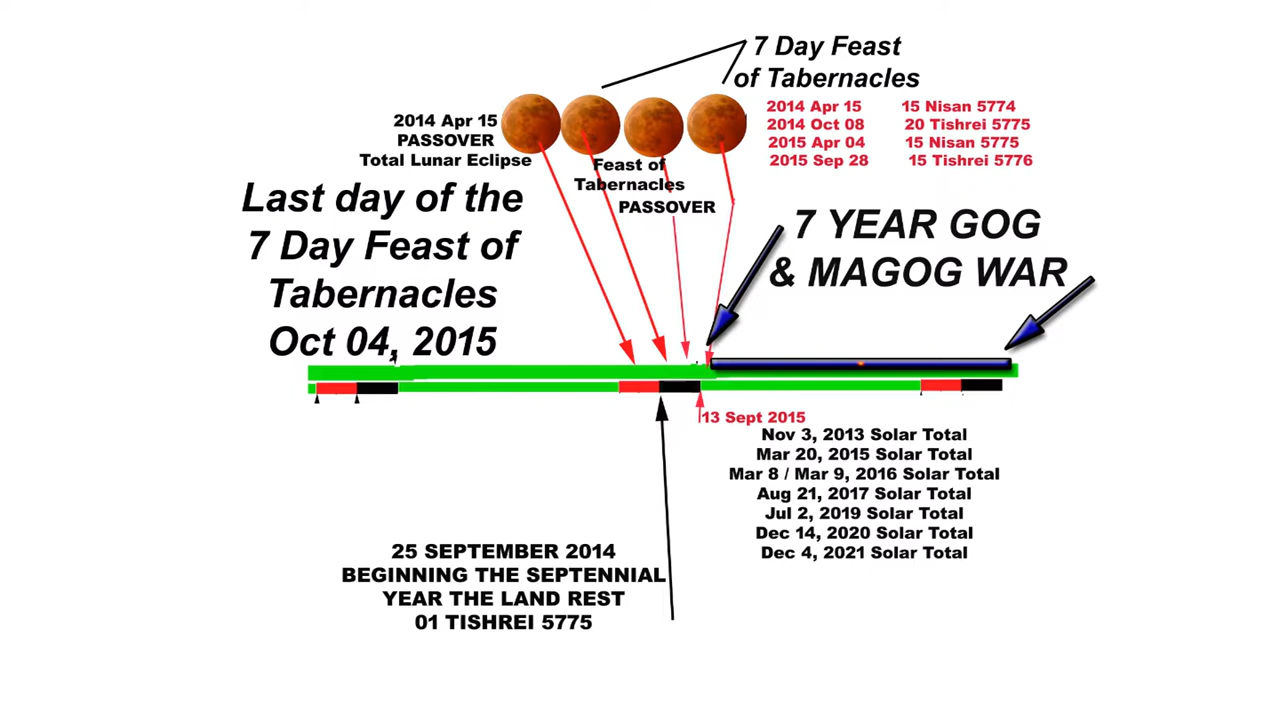 7 Day Feast
of Tabernacles
2014 Apr 15
PASSOVER
Total Lunar Eclipse
2014 Apr 15 15 Nisan 5774
2014 Oct 08 20 Tishrei 5775
2015 Apr 04 15 Nisan 5775
2015 Sep 28 15 Tishrei 5776
Feast of
Tabernacles
PASSOVER
Last day of the
7 Day Feast of
Tabernacles
Oct 04, 2015
7 YEAR GOG
& MAGOG WAR
13 Sept 2015
Nov 3, 2013 Solar Total
Mar 20, 2015 Solar Total
Mar 8 / Mar 9, 2016 Solar Total
Aug 21, 2017 Solar Total
Jul 2, 2019 Solar Total
Dec 14, 2020 Solar Total
Dec 4, 2021 Solar Total
25 SEPTEMBER 2014
BEGINNING THE SEPTENNIAL
YEAR THE LAND REST
01 TISHREI 5775